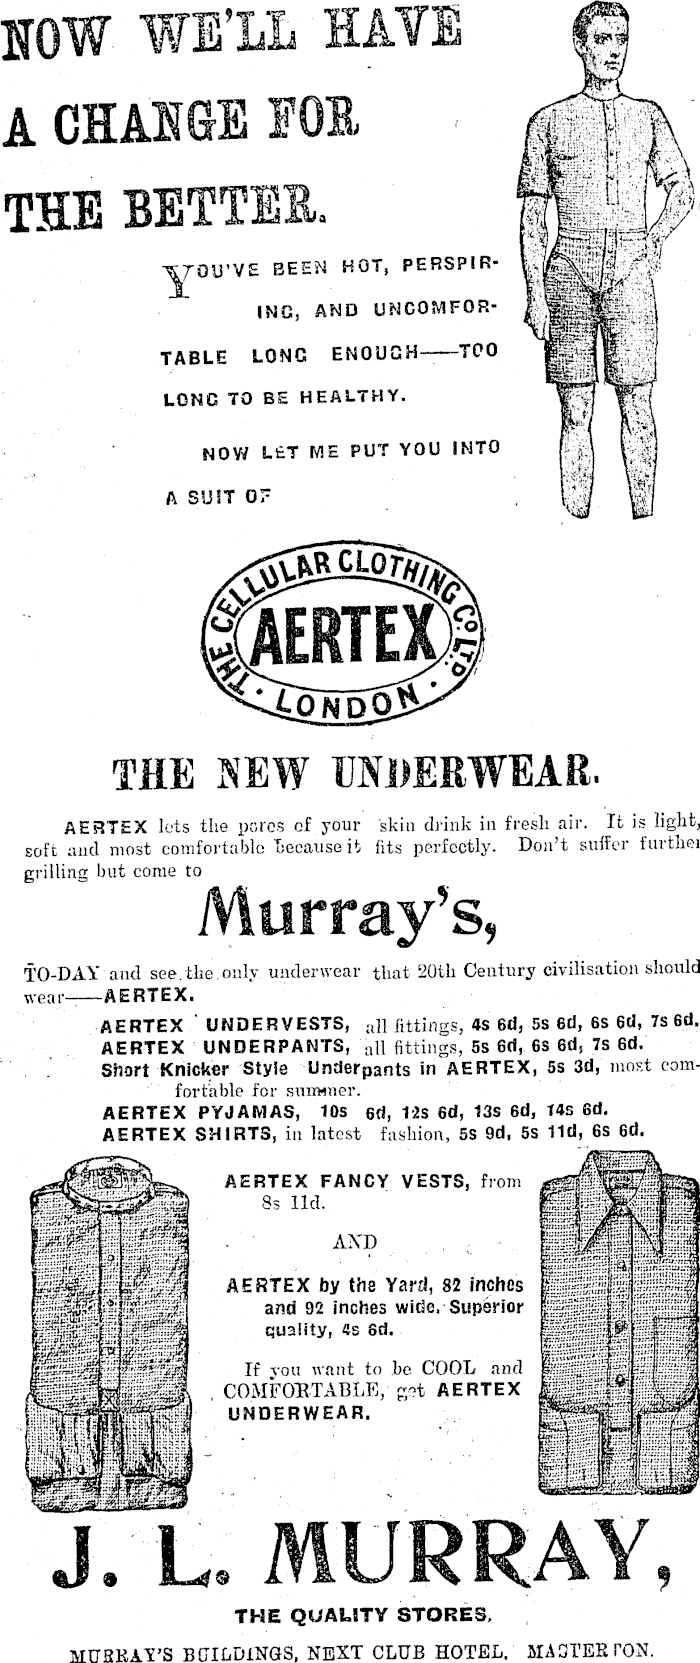 NOW WE'LL HAVE
A CHANGE FOR
THE BETTER.
YOU'VE BEEN HOT, PERSPIR-
ING, AND UNCOMFOR-
TABLE LONG ENOUGH——TOO
LONG TO BE HEALTHY.
NOW LET ME PUT YOU INTO
A SUIT OF
THE CELLULAR CLOTHING CO. LTD.
AERTEX
· LONDON ·
THE NEW UNDERWEAR.
AERTEX lets the pores of your skin drink in fresh air. It is light,
soft and most comfortable because it fits perfectly. Don't suffer further
grilling but come to
Murray's,
TO-DAY and see the only underwear that 20th Century civilisation should
wear——AERTEX.
AERTEX UNDERVESTS, all fittings, 4s 6d, 5s 6d, 6s 6d, 7s 6d.
AERTEX UNDERPANTS, all fittings, 5s 6d, 6s 6d, 7s 6d.
Short Knicker Style Underpants in AERTEX, 5s 3d, most com-
fortable for summer.
AERTEX PYJAMAS, 10s 6d, 12s 6d, 13s 6d, 14s 6d.
AERTEX SHIRTS, in latest fashion, 5s 9d, 5s 11d, 6s 6d.
AERTEX FANCY VESTS, from
8s 11d.
AND
AERTEX by the Yard, 82 inches
and 92 inches wide. Superior
quality, 4s 6d.
If you want to be COOL and
COMFORTABLE, get AERTEX
UNDERWEAR.
J. L. MURRAY,
THE QUALITY STORES.
MURRAY'S BUILDINGS, NEXT CLUB HOTEL, MASTERTON.